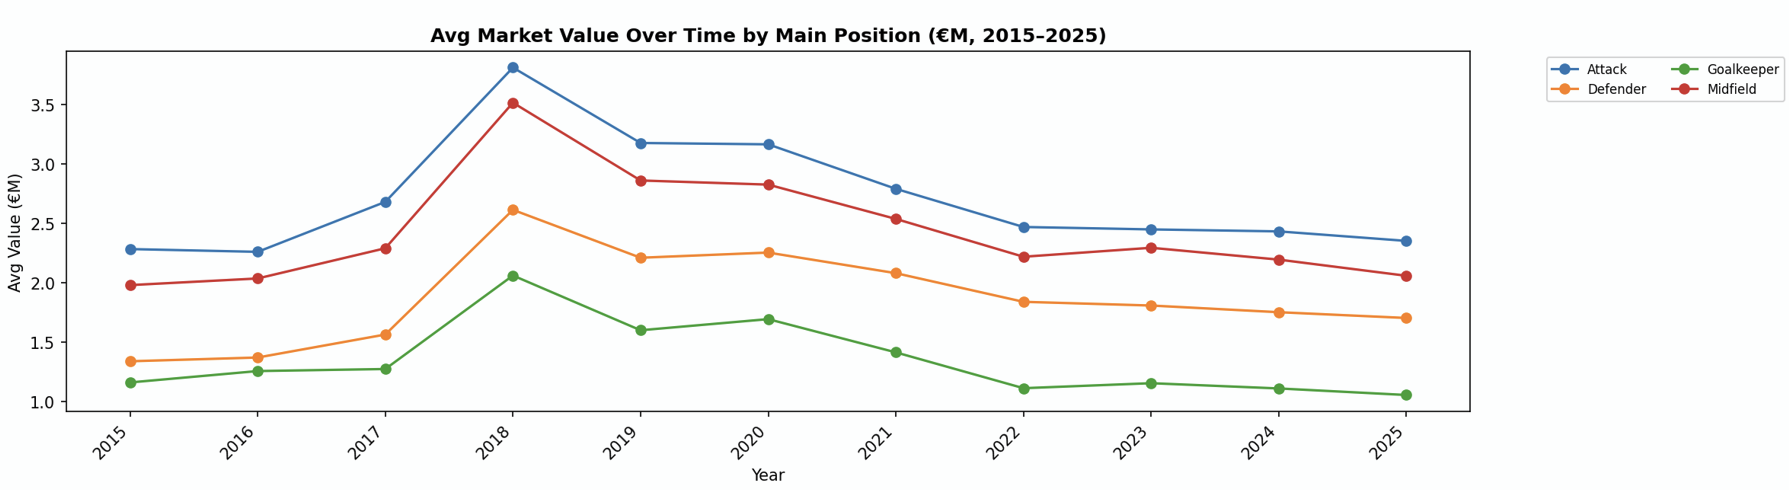 Avg Market Value Over Time by Main Position (€M, 2015–2025)
Attack
Defender
Goalkeeper
Midfield
Avg Value (€M)
3.5
3.0
2.5
2.0
1.5
1.0
2015
2016
2017
2018
2019
2020
2021
2022
2023
2024
2025
Year